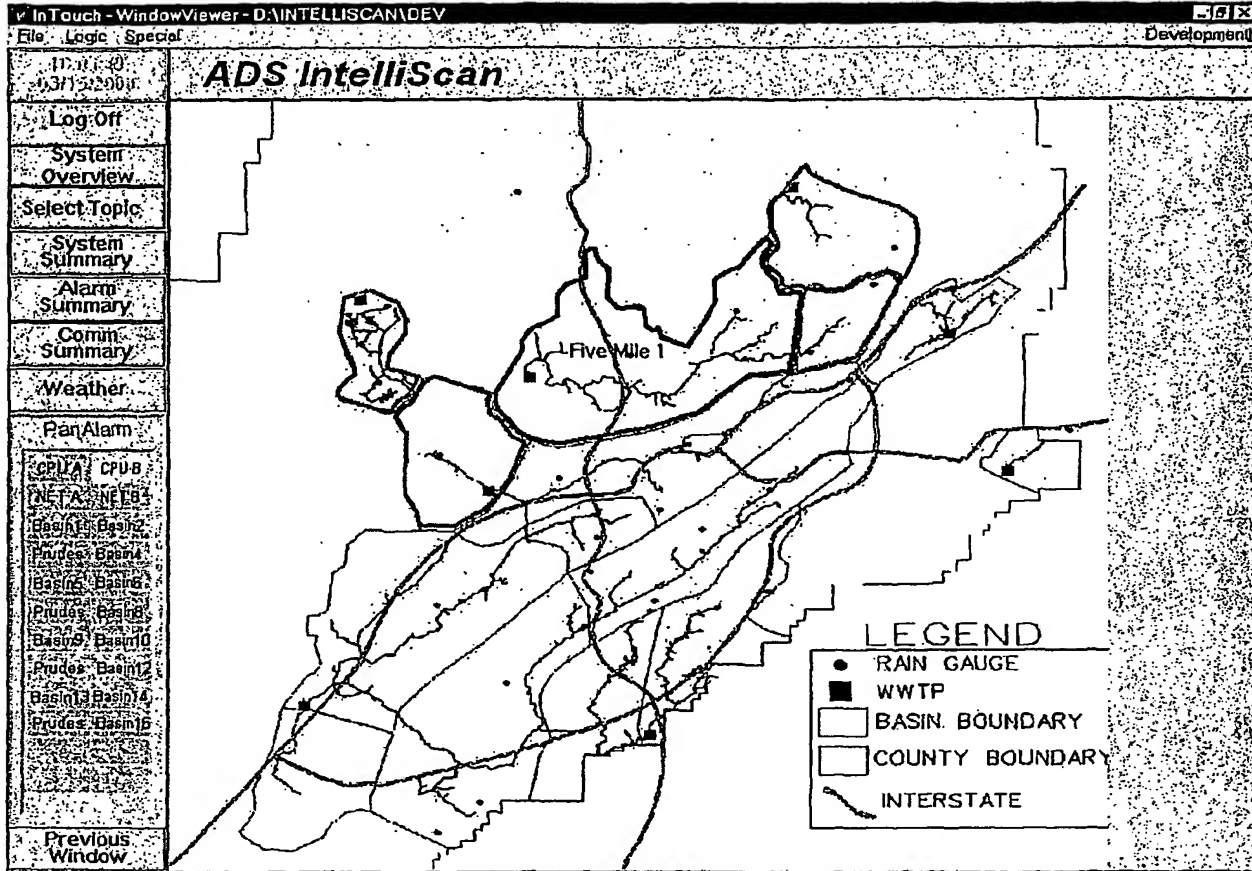 InTouch - WindowViewer - D:\INTELLISCAN\DEV
File Logic Special
Development
ADS IntelliScan
Log Off
System
Overview
Select Topic
System
Summary
Alarm
Summary
Comm
Summary
Weather
PanAlarm
CPU A CPU B
NET A NET B
Basin2
Prudes Basin4
Basin5 Basin6
Prudes Basin8
Basin9 Basin10
Prudes Basin12
Basin13 Basin14
Prudes Basin16
Previous
Window
Five Mile 1
LEGEND
RAIN GAUGE
WWTP
BASIN BOUNDARY
COUNTY BOUNDARY
INTERSTATE